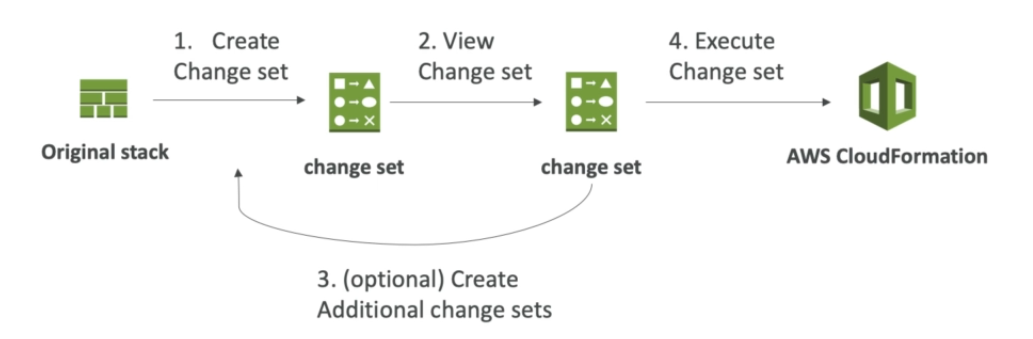 1. Create
Change set
2. View
Change set
4. Execute
Change set
Original stack
change set
change set
AWS CloudFormation
3. (optional) Create
Additional change sets